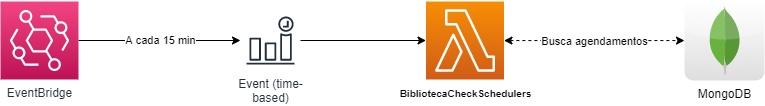 EventBridge
A cada 15 min
Event (time-
based)
BibliotecaCheckSchedulers
Busca agendamentos
MongoDB